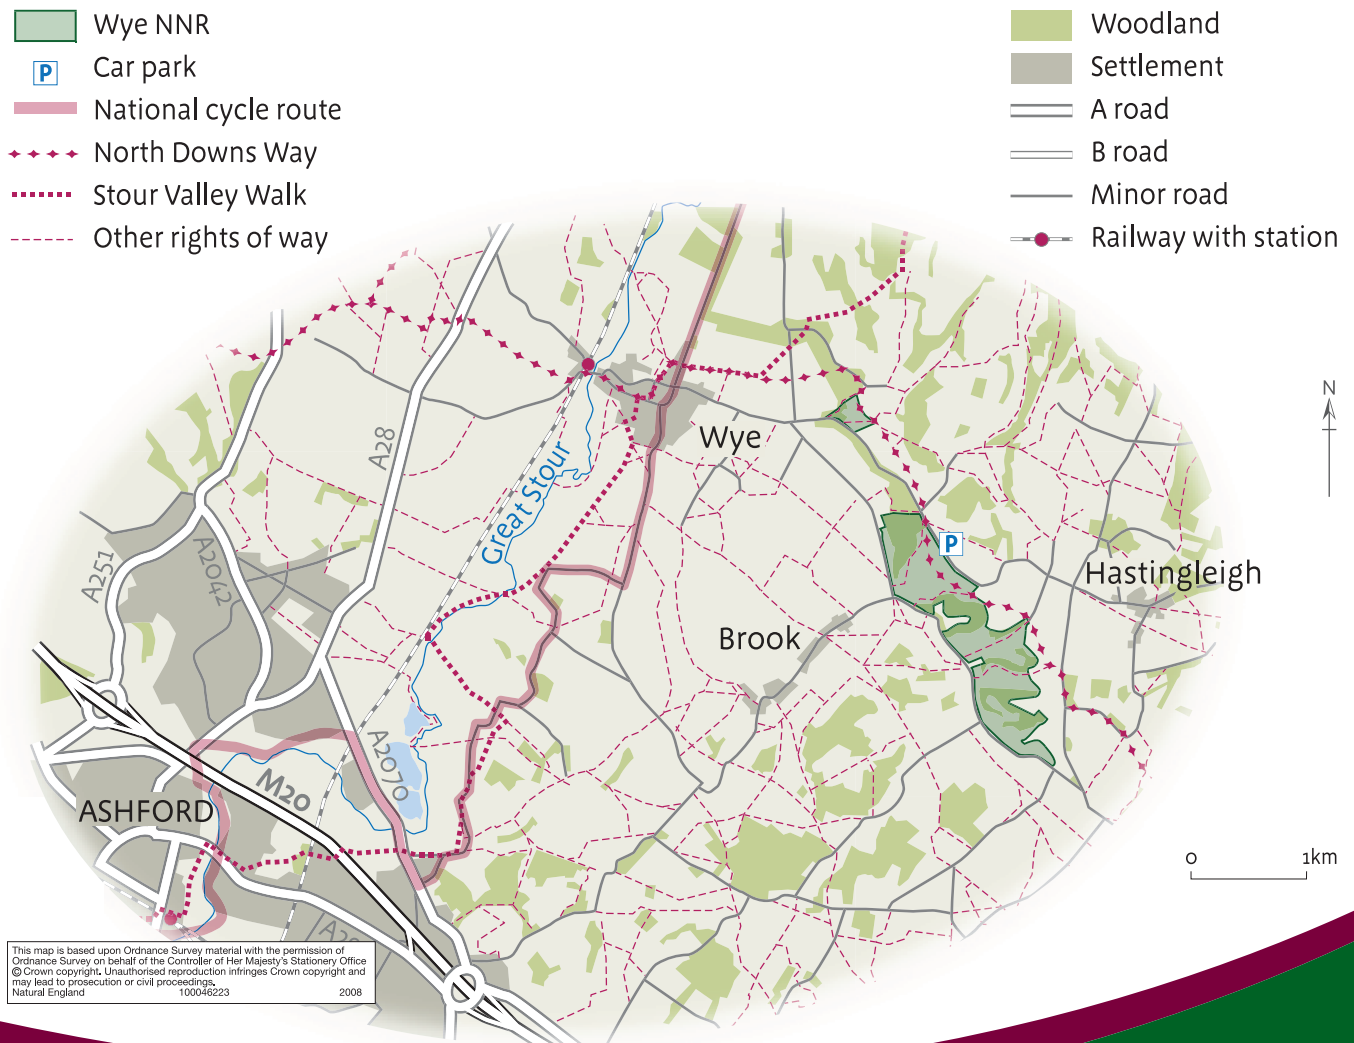 Wye NNR
Car park
National cycle route
North Downs Way
Stour Valley Walk
Other rights of way
Woodland
Settlement
A road
B road
Minor road
Railway with station
P
N
A28
Wye
Great Stour
A251
A2042
P
Hastingleigh
Brook
A2070
M20
ASHFORD
0 1km
This map is based upon Ordnance Survey material with the permission of
Ordnance Survey on behalf of the Controller of Her Majesty's Stationery Office
© Crown copyright. Unauthorised reproduction infringes Crown copyright and
may lead to prosecution or civil proceedings.
Natural England 100046223 2008